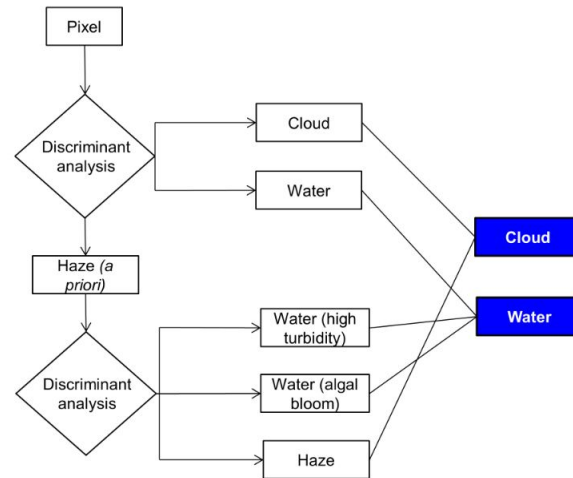 Pixel
Discriminant
analysis
Cloud
Water
Cloud
Haze (a
priori)
Water
Water (high
turbidity)
Discriminant
analysis
Water (algal
bloom)
Haze